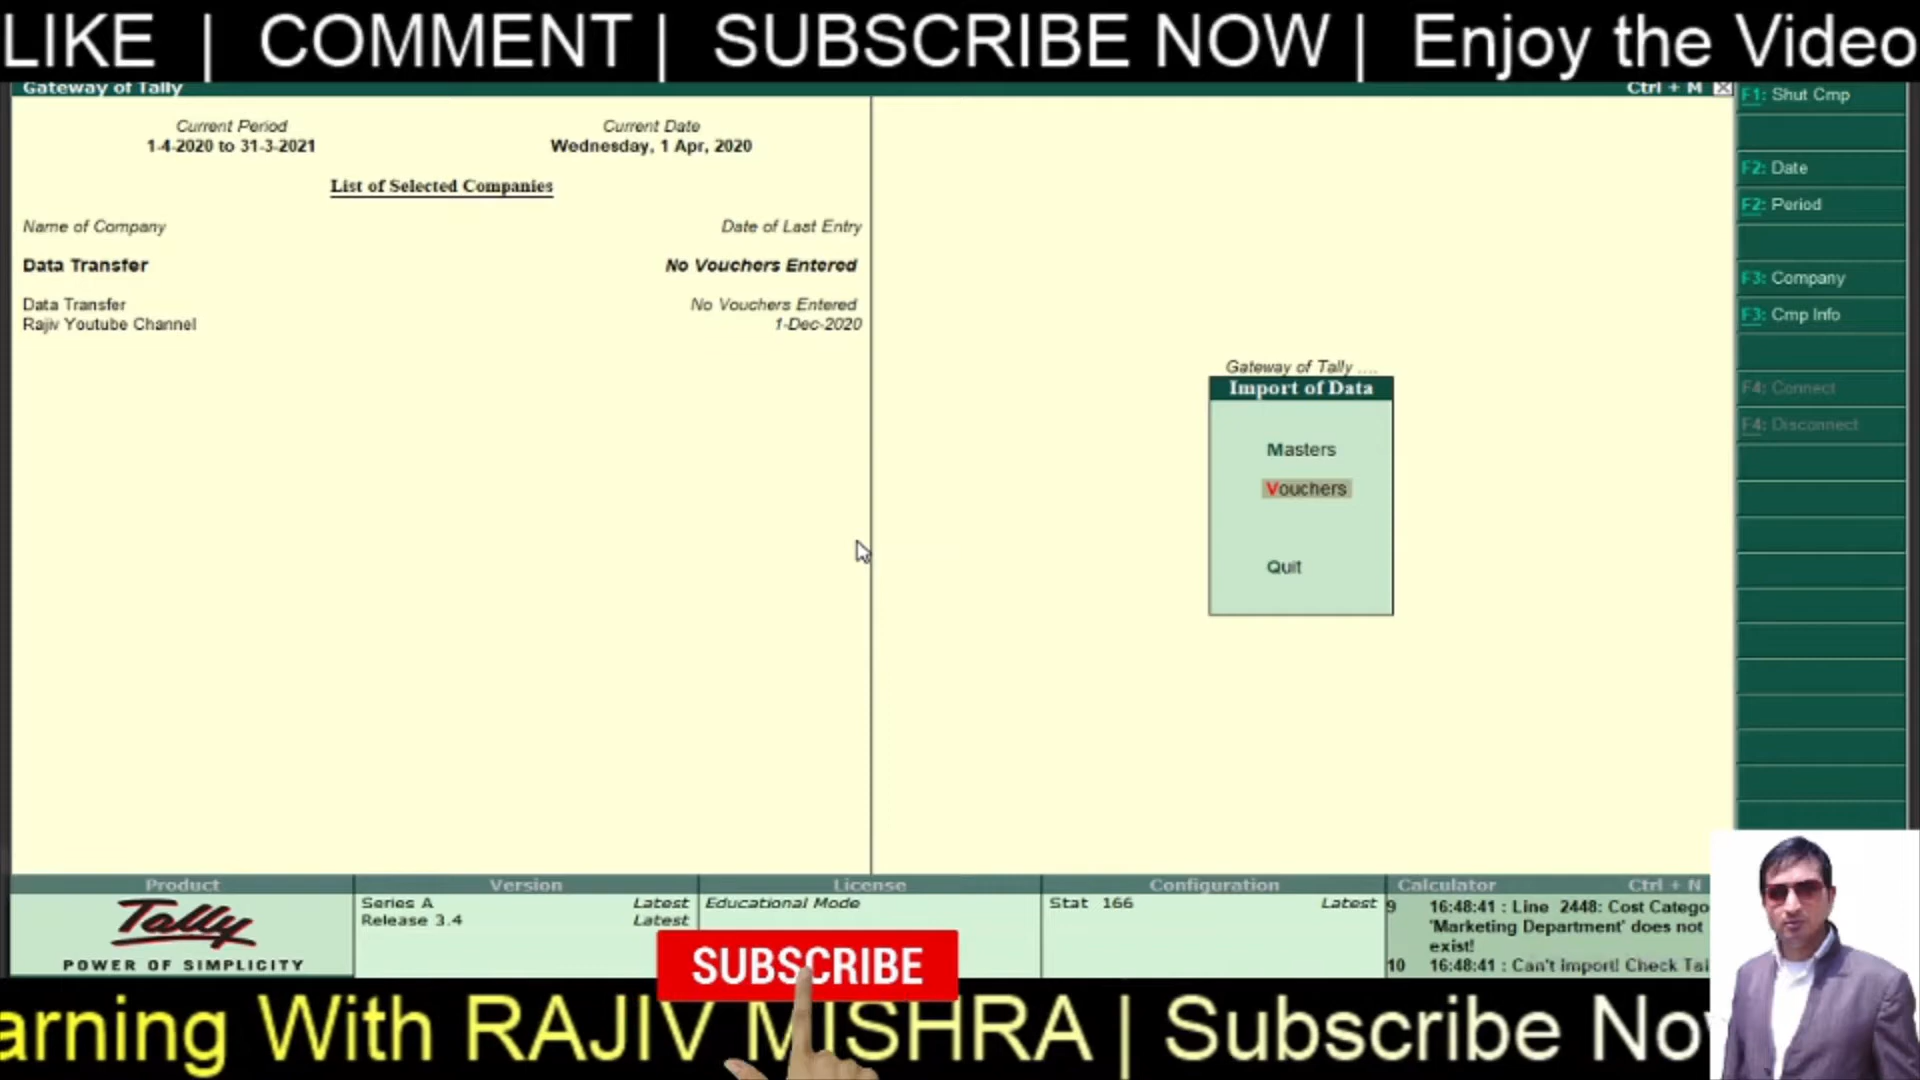 LIKE | COMMENT | SUBSCRIBE NOW | Enjoy the Video
Gateway of Tally
Ctrl + M
Current Period
1-4-2020 to 31-3-2021
Current Date
Wednesday, 1 Apr, 2020
List of Selected Companies
Name of Company
Date of Last Entry
Data Transfer
No Vouchers Entered
Data Transfer
No Vouchers Entered
Rajiv Youtube Channel
1-Dec-2020
Gateway of Tally ....
Import of Data
Masters
Vouchers
Quit
F1: Shut Cmp
F2: Date
F2: Period
F3: Company
F3: Cmp Info
F4: Connect
F4: Disconnect
Product
Tally
POWER OF SIMPLICITY
Version
Series A Latest
Release 3.4 Latest
License
Educational Mode
Configuration
Stat 166 Latest
Calculator Ctrl + N
9 16:48:41 : Line 2448: Cost Catego
'Marketing Department' does not
exist!
10 16:48:41 : Can't import! Check Tal
SUBSCRIBE
arning With RAJIV MISHRA | Subscribe No